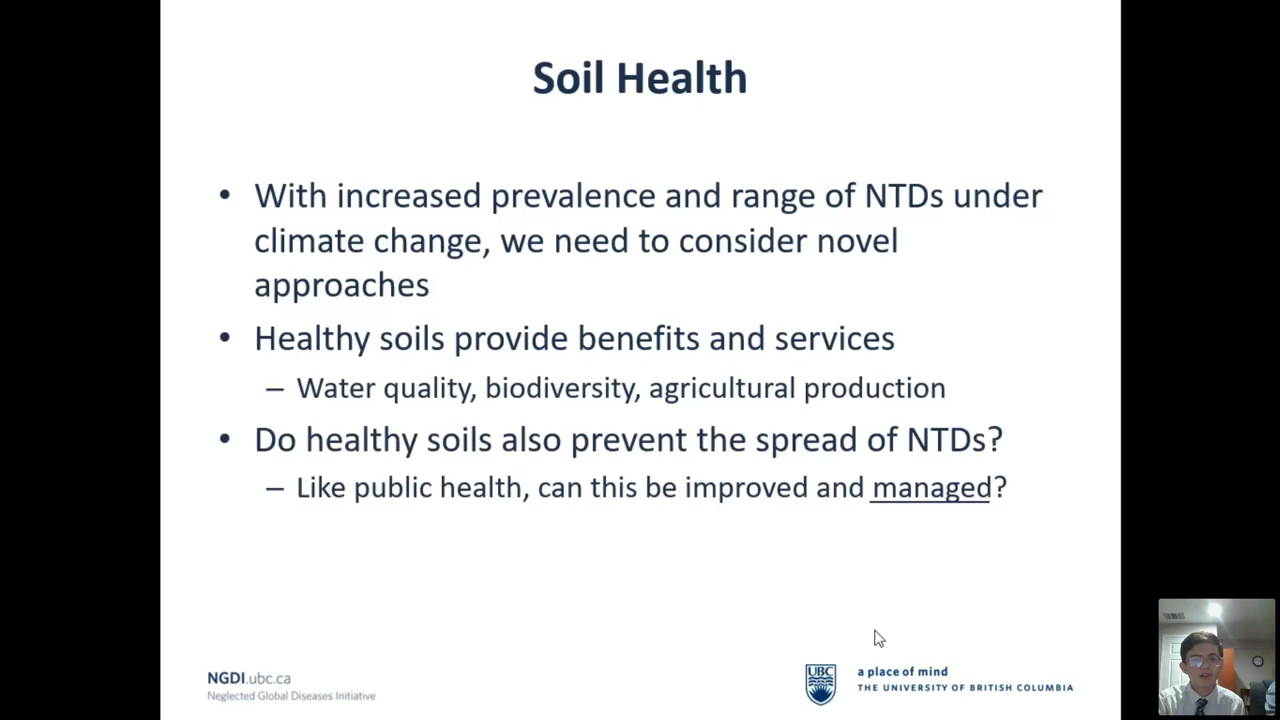 Soil Health
• With increased prevalence and range of NTDs under
climate change, we need to consider novel
approaches
• Healthy soils provide benefits and services
– Water quality, biodiversity, agricultural production
• Do healthy soils also prevent the spread of NTDs?
– Like public health, can this be improved and managed?
NGDI.ubc.ca
Neglected Global Diseases Initiative
UBC
a place of mind
THE UNIVERSITY OF BRITISH COLUMBIA